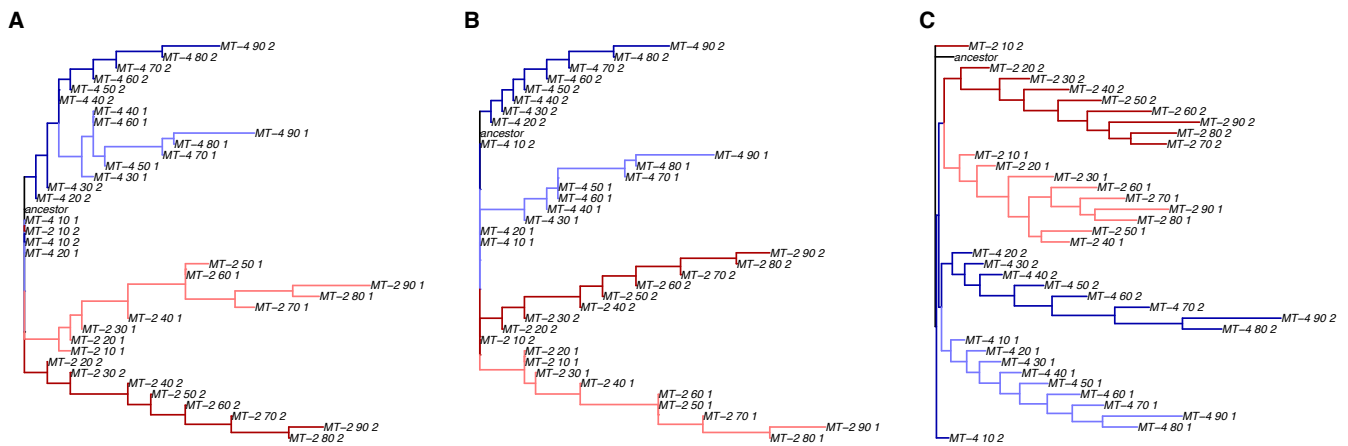 A
MT−4 90 2
MT−4 80 2
MT−4 70 2
MT−4 60 2
MT−4 50 2
MT−4 40 2
MT−4 40 1
MT−4 60 1
MT−4 90 1
MT−4 80 1
MT−4 70 1
MT−4 50 1
MT−4 30 1
MT−4 30 2
MT−4 20 2
ancestor
MT−4 10 1
MT−2 10 2
MT−4 10 2
MT−4 20 1
MT−2 50 1
MT−2 60 1
MT−2 90 1
MT−2 80 1
MT−2 70 1
MT−2 40 1
MT−2 30 1
MT−2 20 1
MT−2 10 1
MT−2 20 2
MT−2 30 2
MT−2 40 2
MT−2 50 2
MT−2 60 2
MT−2 70 2
MT−2 90 2
MT−2 80 2
B
MT−4 90 2
MT−4 80 2
MT−4 70 2
MT−4 60 2
MT−4 50 2
MT−4 40 2
MT−4 30 2
MT−4 20 2
ancestor
MT−4 10 2
MT−4 90 1
MT−4 80 1
MT−4 70 1
MT−4 50 1
MT−4 60 1
MT−4 40 1
MT−4 30 1
MT−4 20 1
MT−4 10 1
MT−2 90 2
MT−2 80 2
MT−2 70 2
MT−2 60 2
MT−2 50 2
MT−2 40 2
MT−2 30 2
MT−2 20 2
MT−2 10 2
MT−2 20 1
MT−2 10 1
MT−2 30 1
MT−2 40 1
MT−2 60 1
MT−2 50 1
MT−2 70 1
MT−2 90 1
MT−2 80 1
C
MT−2 10 2
ancestor
MT−2 20 2
MT−2 30 2
MT−2 40 2
MT−2 50 2
MT−2 60 2
MT−2 90 2
MT−2 80 2
MT−2 70 2
MT−2 10 1
MT−2 20 1
MT−2 30 1
MT−2 60 1
MT−2 70 1
MT−2 90 1
MT−2 80 1
MT−2 50 1
MT−2 40 1
MT−4 20 2
MT−4 30 2
MT−4 40 2
MT−4 50 2
MT−4 60 2
MT−4 70 2
MT−4 90 2
MT−4 80 2
MT−4 10 1
MT−4 20 1
MT−4 30 1
MT−4 40 1
MT−4 50 1
MT−4 60 1
MT−4 70 1
MT−4 90 1
MT−4 80 1
MT−4 10 2